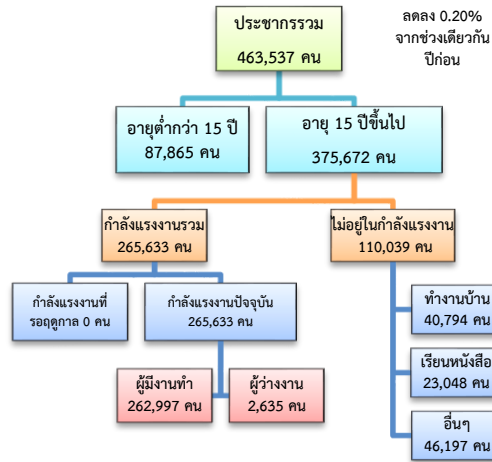 ประชากรรวม
463,537 คน
ลดลง 0.20%
จากช่วงเดียวกัน
ปีก่อน
อายุต่ำกว่า 15 ปี
87,865 คน
อายุ 15 ปีขึ้นไป
375,672 คน
กำลังแรงงานรวม
265,633 คน
ไม่อยู่ในกำลังแรงงาน
110,039 คน
กำลังแรงงานที่
รอฤดูกาล 0 คน
กำลังแรงงานปัจจุบัน
265,633 คน
ทำงานบ้าน
40,794 คน
เรียนหนังสือ
23,048 คน
อื่นๆ
46,197 คน
ผู้มีงานทำ
262,997 คน
ผู้ว่างงาน
2,635 คน